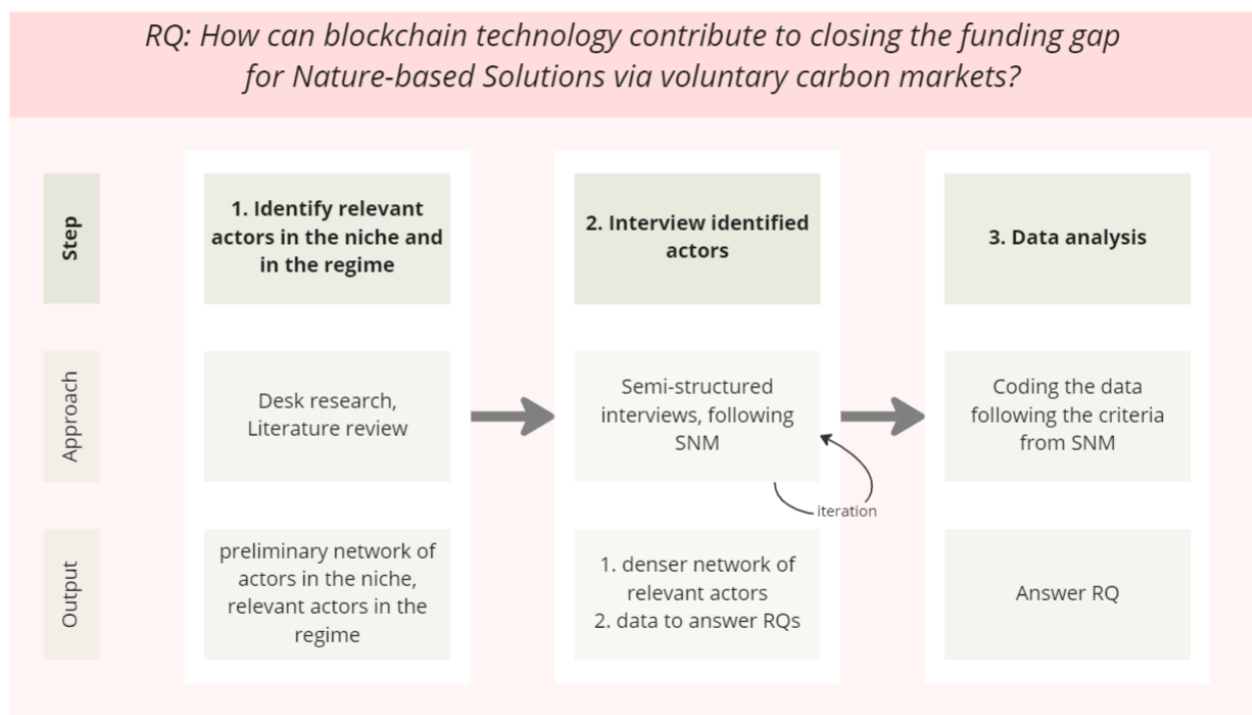 RQ: How can blockchain technology contribute to closing the funding gap
for Nature-based Solutions via voluntary carbon markets?
Step
1. Identify relevant
actors in the niche and
in the regime
2. Interview identified
actors
3. Data analysis
Approach
Desk research,
Literature review
Semi-structured
interviews, following
SNM
Coding the data
following the criteria
from SNM
iteration
Output
preliminary network of
actors in the niche,
relevant actors in the
regime
1. denser network of
relevant actors
2. data to answer RQs
Answer RQ